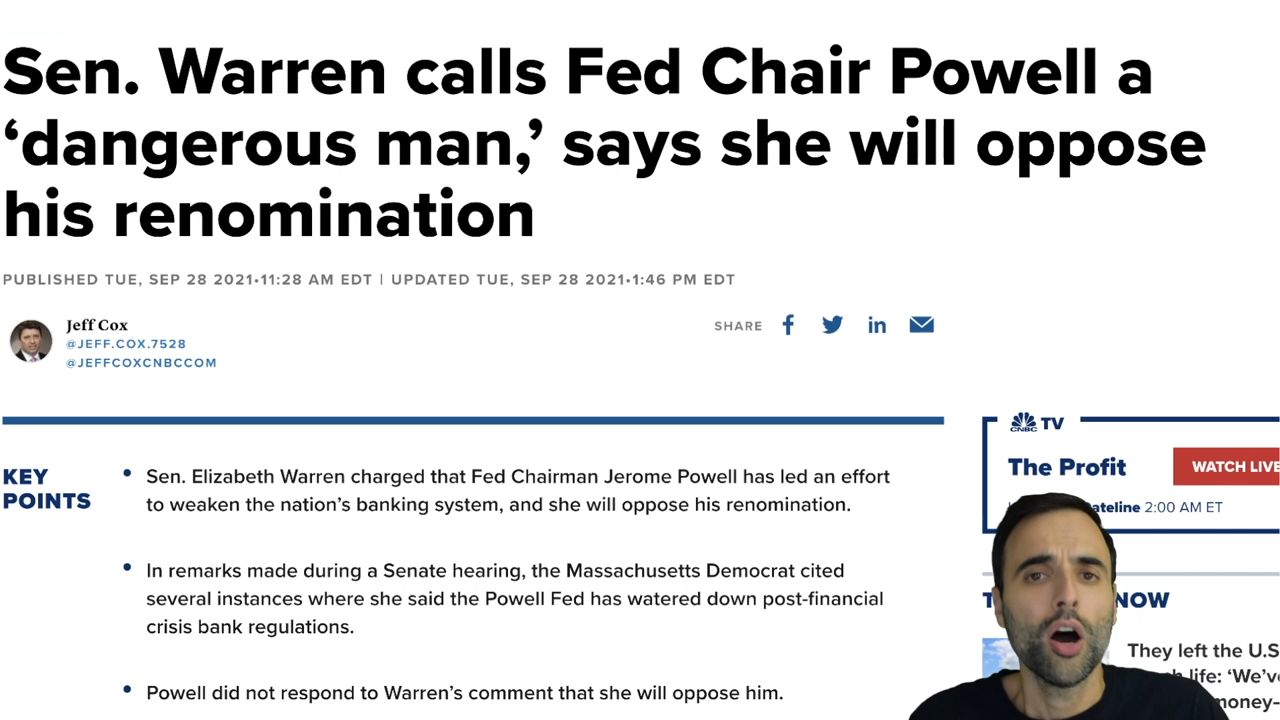 Sen. Warren calls Fed Chair Powell a
‘dangerous man,’ says she will oppose
his renomination
PUBLISHED TUE, SEP 28 2021•11:28 AM EDT | UPDATED TUE, SEP 28 2021•1:46 PM EDT
Jeff Cox
@JEFF.COX.7528
@JEFFCOXCNBCCOM
SHARE
KEY
POINTS
• Sen. Elizabeth Warren charged that Fed Chairman Jerome Powell has led an effort
to weaken the nation’s banking system, and she will oppose his renomination.
• In remarks made during a Senate hearing, the Massachusetts Democrat cited
several instances where she said the Powell Fed has watered down post-financial
crisis bank regulations.
• Powell did not respond to Warren’s comment that she will oppose him.
CNBC TV
The Profit
WATCH LIVE
2:00 AM ET
NOW
They left the U.S
life: ‘We’v
money-